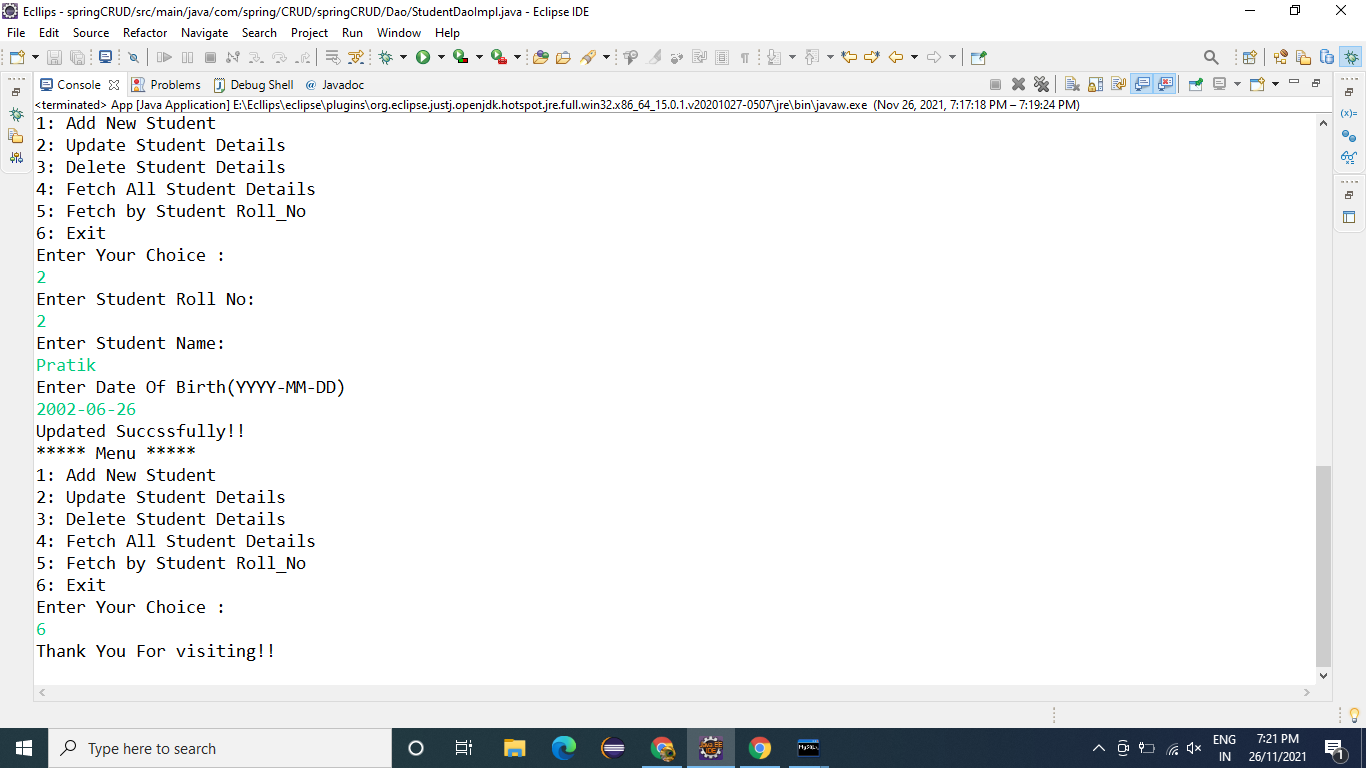 Ecllips - springCRUD/src/main/java/com/spring/CRUD/springCRUD/Dao/StudentDaoImpl.java - Eclipse IDE
File Edit Source Refactor Navigate Search Project Run Window Help
Console Problems Debug Shell @ Javadoc
<terminated> App [Java Application] E:\Ecllips\eclipse\plugins\org.eclipse.justj.openjdk.hotspot.jre.full.win32.x86_64_15.0.1.v20201027-0507\jre\bin\javaw.exe (Nov 26, 2021, 7:17:18 PM – 7:19:24 PM)
1: Add New Student
2: Update Student Details
3: Delete Student Details
4: Fetch All Student Details
5: Fetch by Student Roll_No
6: Exit
Enter Your Choice :
2
Enter Student Roll No:
2
Enter Student Name:
Pratik
Enter Date Of Birth(YYYY-MM-DD)
2002-06-26
Updated Succssfully!!
***** Menu *****
1: Add New Student
2: Update Student Details
3: Delete Student Details
4: Fetch All Student Details
5: Fetch by Student Roll_No
6: Exit
Enter Your Choice :
6
Thank You For visiting!!
Type here to search
ENG
IN
7:21 PM
26/11/2021
1